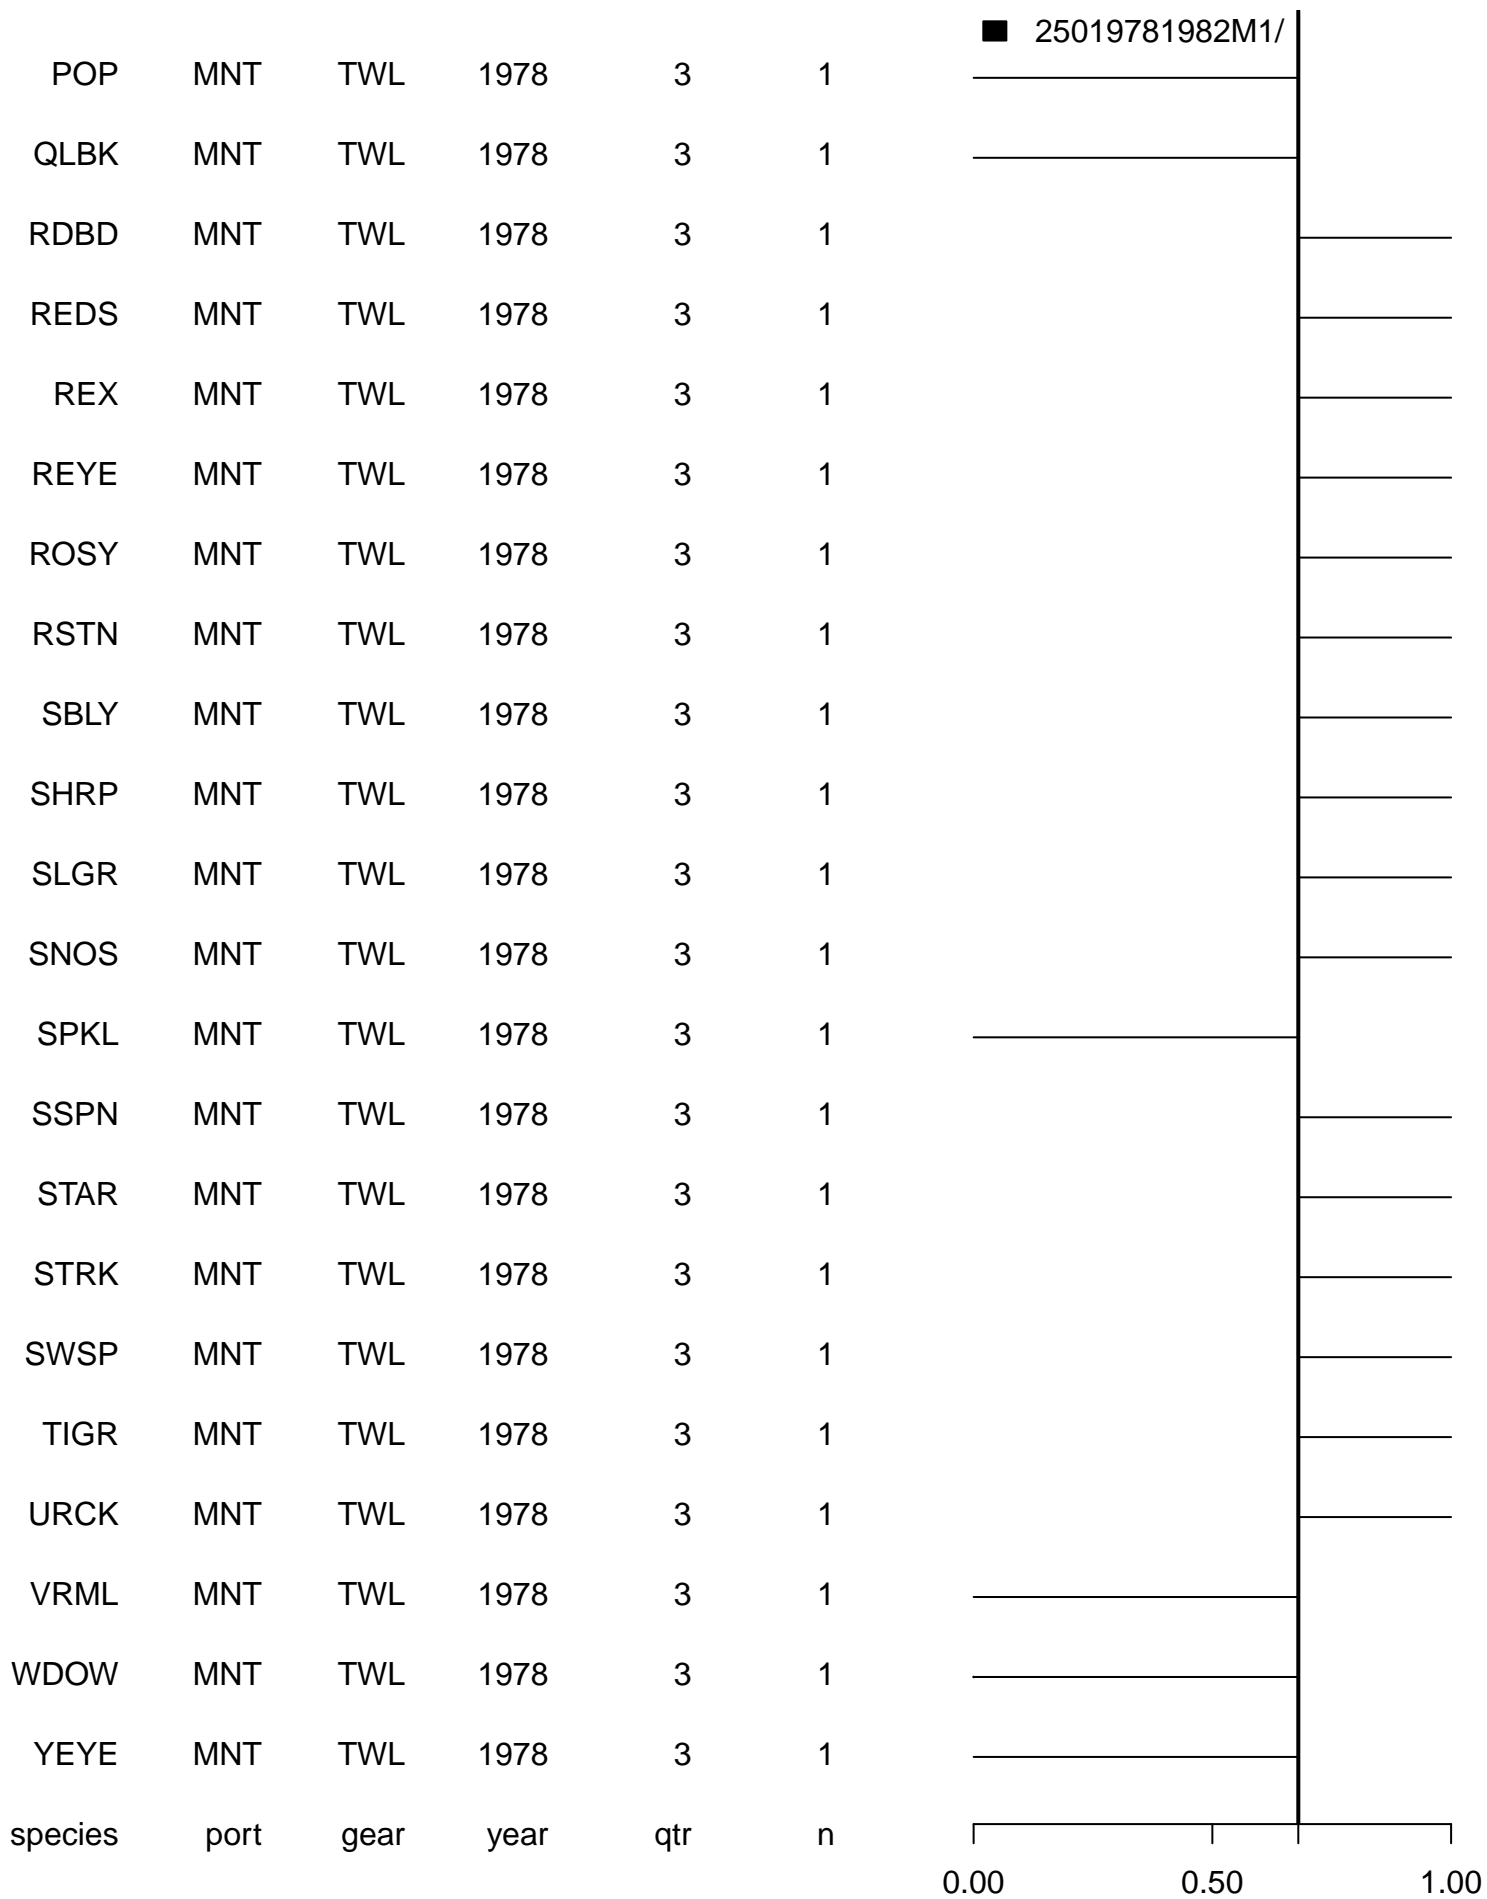 25019781982M1/
POP MNT TWL 1978 3 1
QLBK MNT TWL 1978 3 1
RDBD MNT TWL 1978 3 1
REDS MNT TWL 1978 3 1
REX MNT TWL 1978 3 1
REYE MNT TWL 1978 3 1
ROSY MNT TWL 1978 3 1
RSTN MNT TWL 1978 3 1
SBLY MNT TWL 1978 3 1
SHRP MNT TWL 1978 3 1
SLGR MNT TWL 1978 3 1
SNOS MNT TWL 1978 3 1
SPKL MNT TWL 1978 3 1
SSPN MNT TWL 1978 3 1
STAR MNT TWL 1978 3 1
STRK MNT TWL 1978 3 1
SWSP MNT TWL 1978 3 1
TIGR MNT TWL 1978 3 1
URCK MNT TWL 1978 3 1
VRML MNT TWL 1978 3 1
WDOW MNT TWL 1978 3 1
YEYE MNT TWL 1978 3 1
species port gear year qtr n
0.00 0.50 1.00